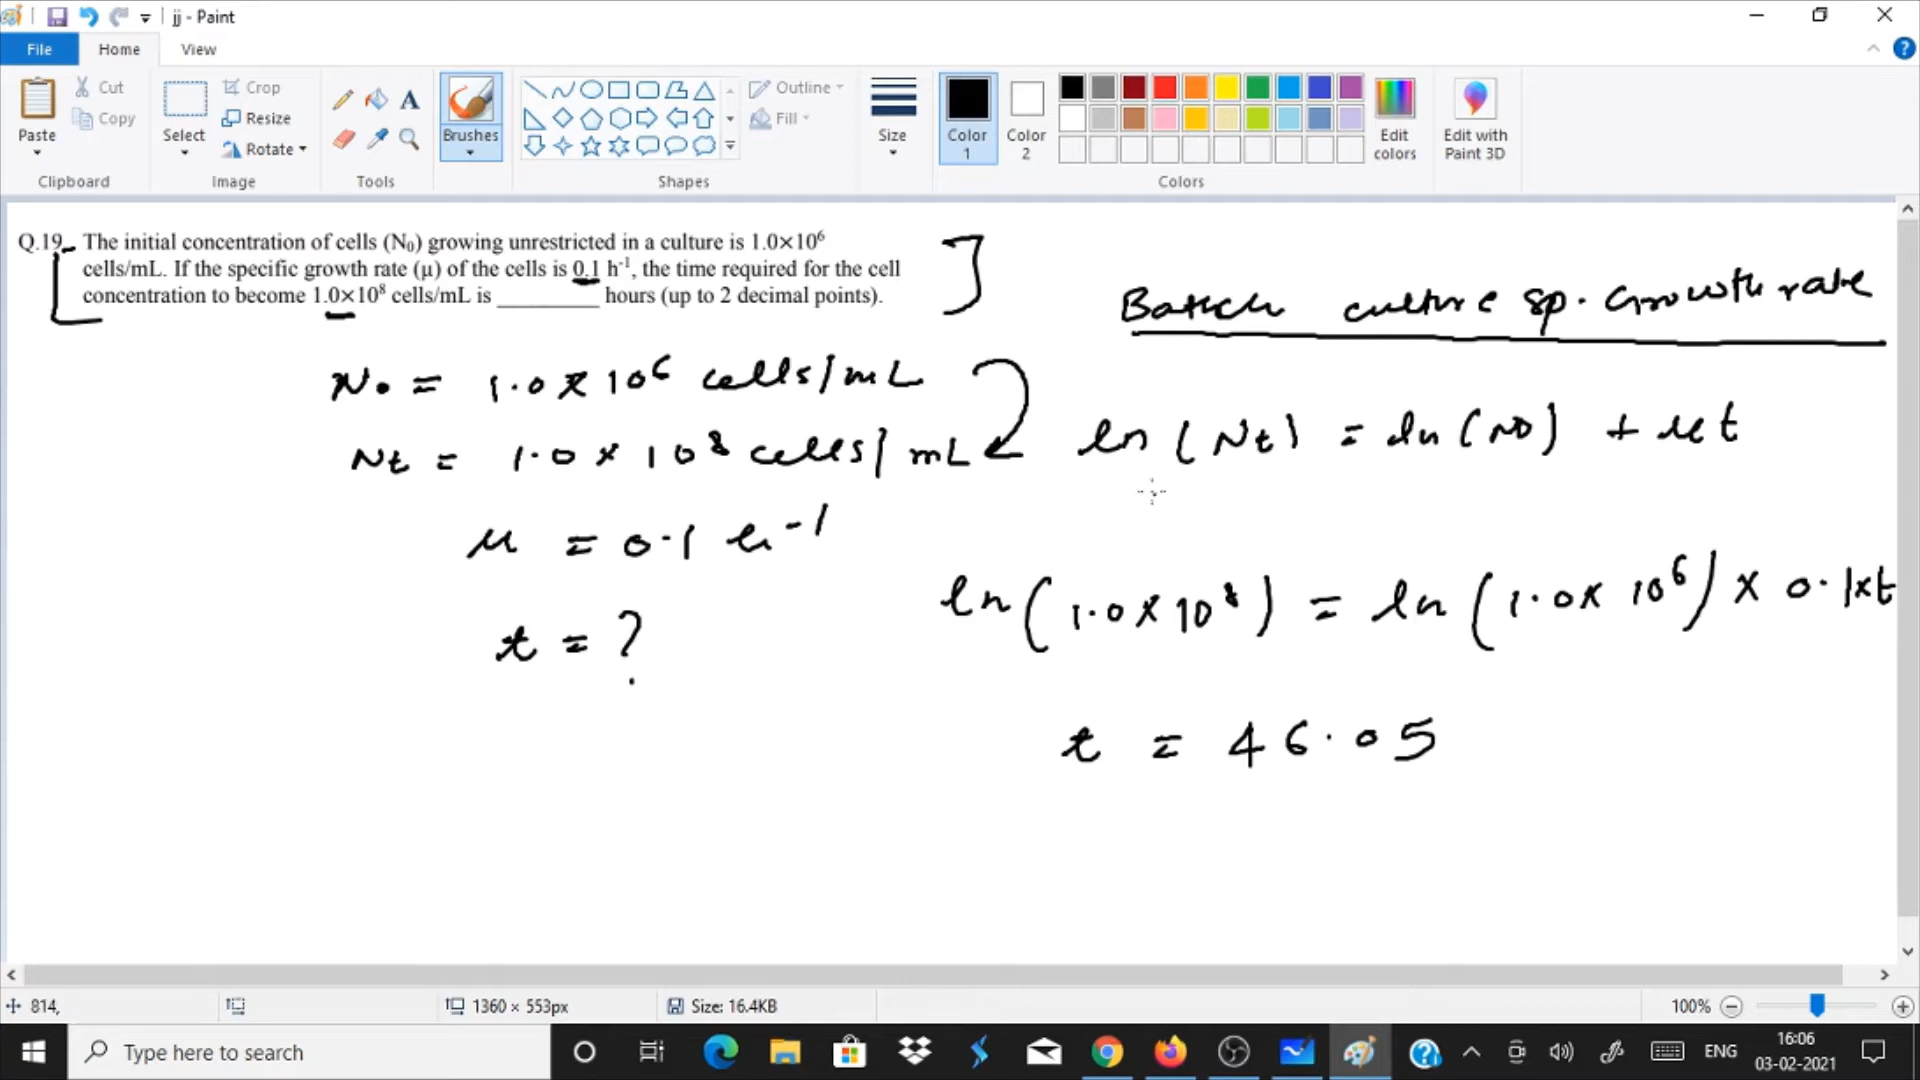 jj - Paint
File Home View
Cut
Copy
Paste
Crop
Resize
Rotate
Select
Brushes
Outline
Fill
Size
Color 1
Color 2
Edit colors
Edit with Paint 3D
Clipboard Image Tools Shapes Colors
Q.19 The initial concentration of cells (N₀) growing unrestricted in a culture is 1.0×10⁶
cells/mL. If the specific growth rate (μ) of the cells is 0.1 h⁻¹, the time required for the cell
concentration to become 1.0×10⁸ cells/mL is _________ hours (up to 2 decimal points).
Batch culture sp. Growth rate
N₀ = 1.0 × 10⁶ cells/mL
Nt = 1.0 × 10⁸ cells/mL
μ = 0.1 h⁻¹
t = ?
ln (Nt) = ln (N0) + μt
ln (1.0×10⁸) = ln (1.0×10⁶) × 0.1×t
t = 46.05
814,
1360 × 553px
Size: 16.4KB
100%
Type here to search
ENG
16:06
03-02-2021